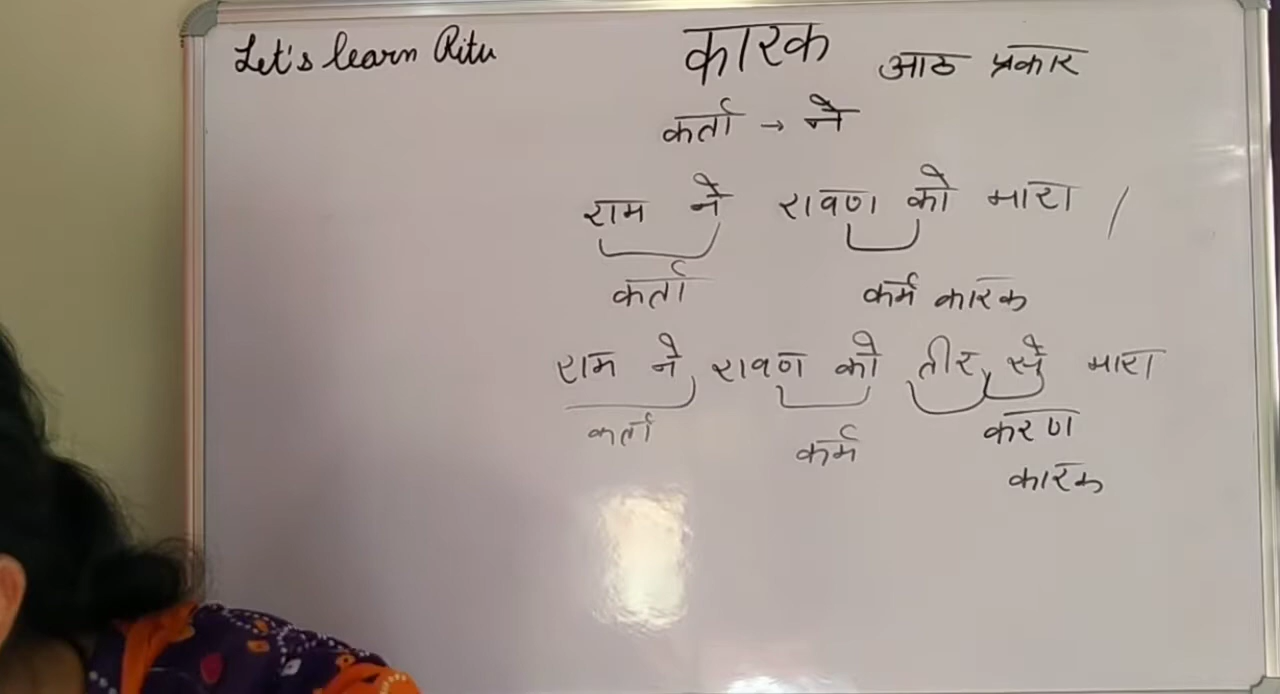 Let's learn Ritu
कारक आठ प्रकार
कर्ता → ने
राम ने रावण को मारा /
कर्ता कर्म कारक
राम ने रावण को तीर से मारा
कर्ता कर्म करण
कारक